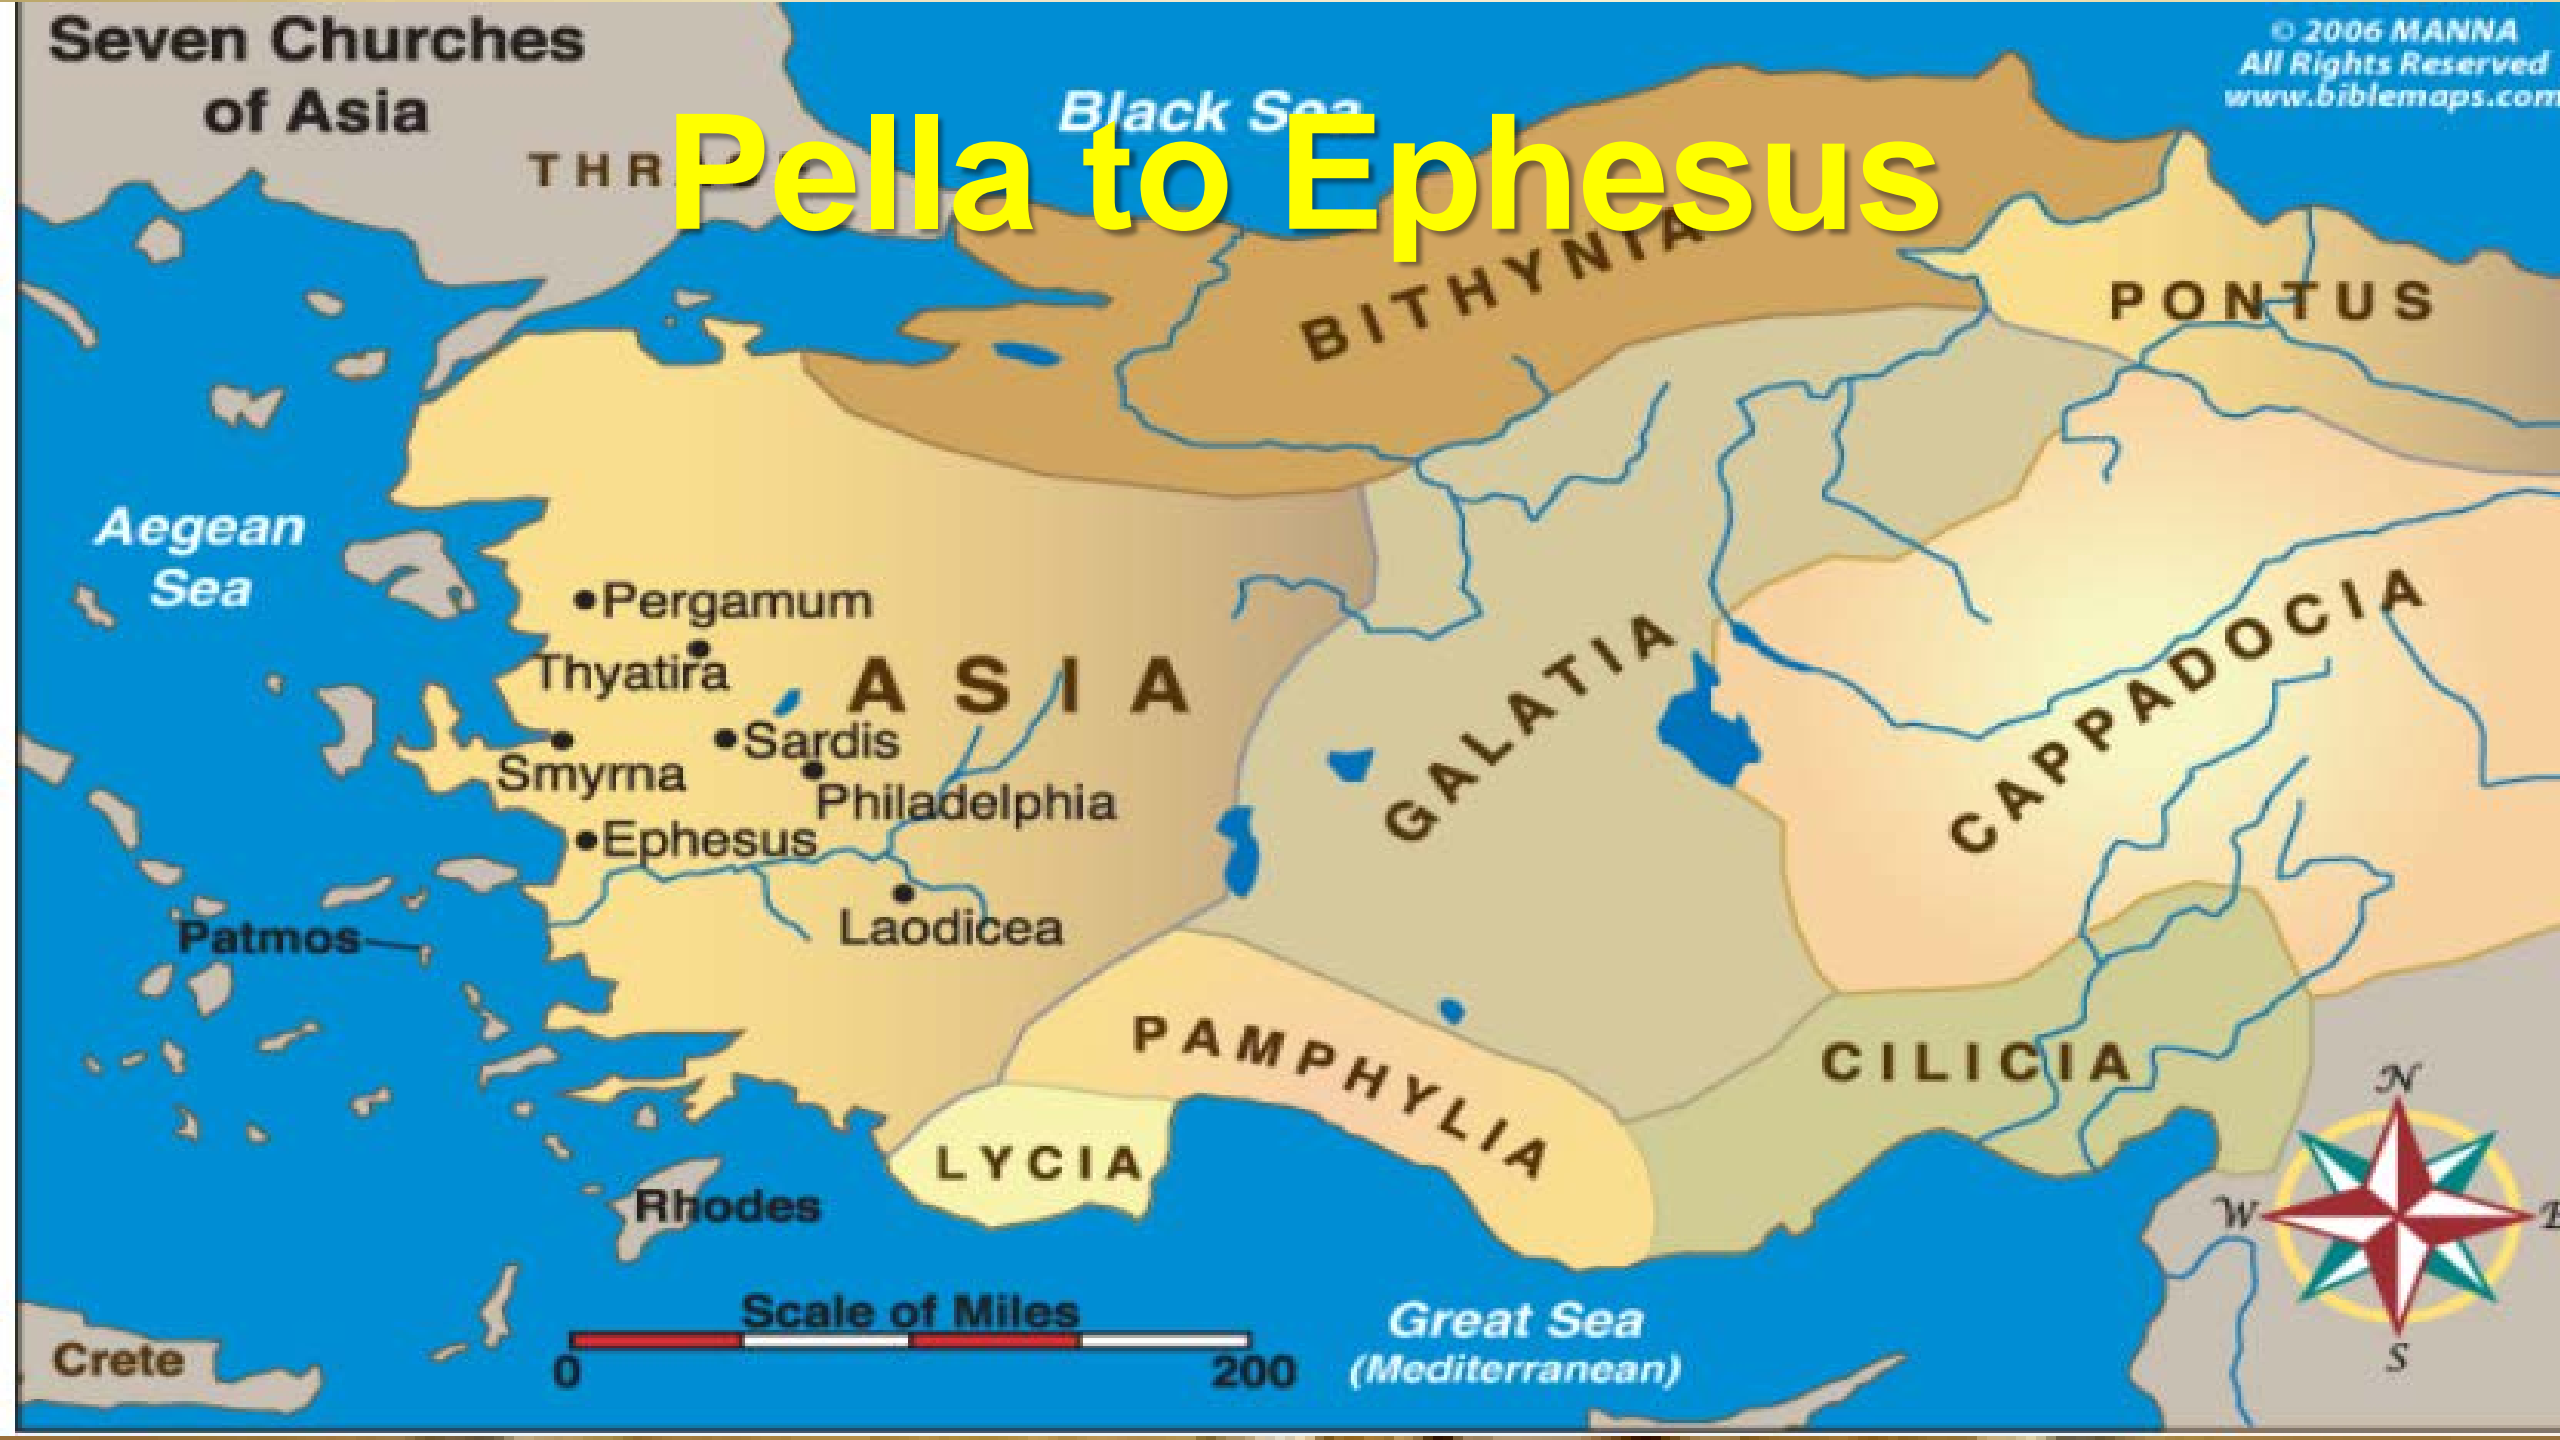 Seven Churches
of Asia
© 2006 MANNA
All Rights Reserved
www.biblemaps.com
Black Sea
Pella to Ephesus
BITHYNIA
PONTUS
Aegean
Sea
Pergamum
Thyatira
ASIA
GALATIA
CAPPADOCIA
Sardis
Smyrna
Philadelphia
Ephesus
Laodicea
Patmos
PAMPHYLIA
CILICIA
LYCIA
Rhodes
N
W
E
S
Scale of Miles
0
200
Great Sea
(Mediterranean)
Crete